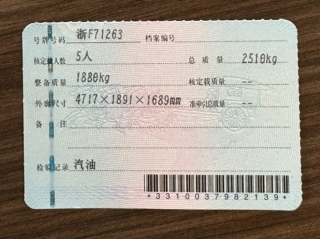 号牌号码 浙F71263 档案编号
核定载人数 5人 总质量 2510kg
整备质量 1880kg 核定载质量 --
外廓尺寸 4717×1891×1689mm 准牵引总质量 --
备注
检验记录 汽油
*3310037982139*